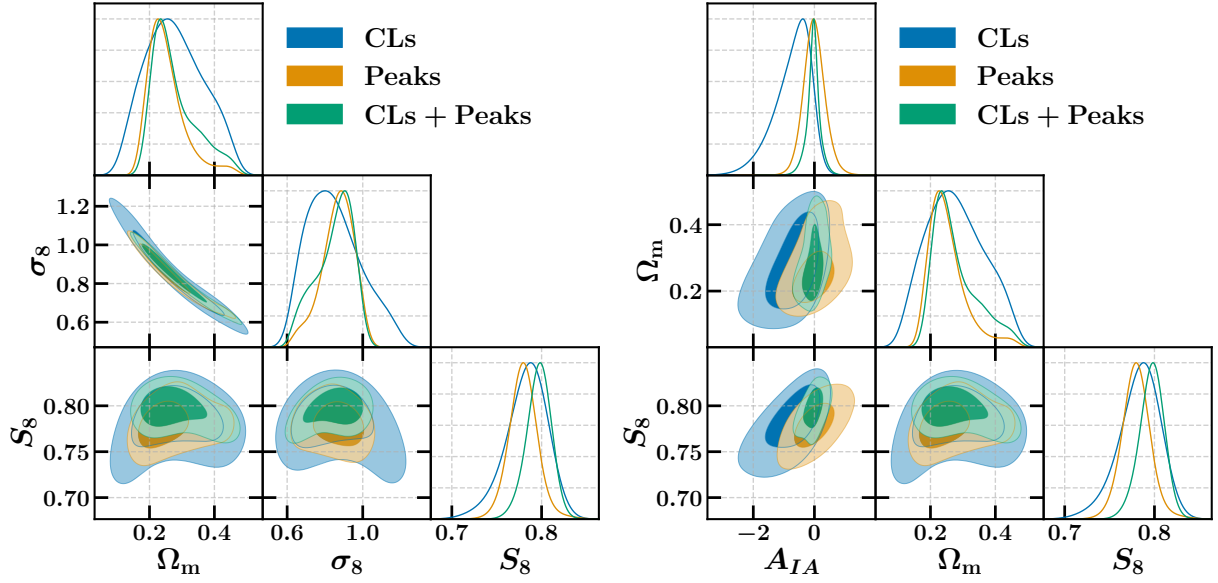 CLs
Peaks
CLs + Peaks
1.2
1.0
0.8
0.6
σ₈
0.80
0.75
0.70
S₈
0.2 0.4
Ωₘ
0.6 1.0
σ₈
0.7 0.8
S₈
CLs
Peaks
CLs + Peaks
0.4
0.2
Ωₘ
0.80
0.75
0.70
S₈
−2 0
A_{IA}
0.2 0.4
Ωₘ
0.7 0.8
S₈